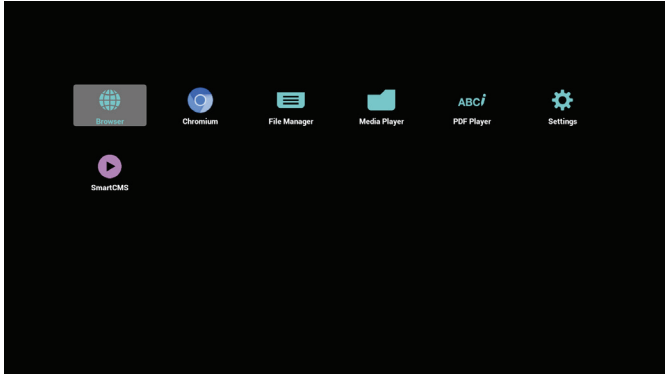 Browser
Chromium
File Manager
Media Player
ABCi
PDF Player
Settings
SmartCMS